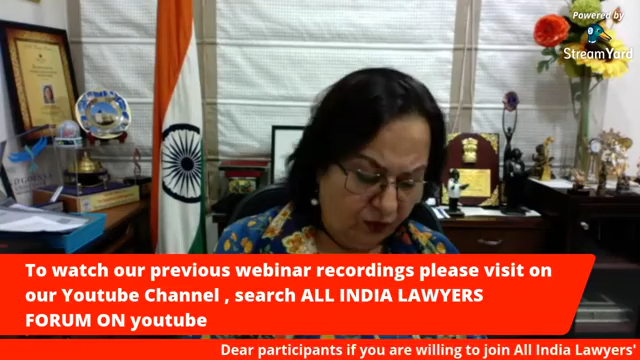 Powered by
StreamYard
To watch our previous webinar recordings please visit on
our Youtube Channel , search ALL INDIA LAWYERS
FORUM ON youtube
Dear participants if you are willing to join All India Lawyers'